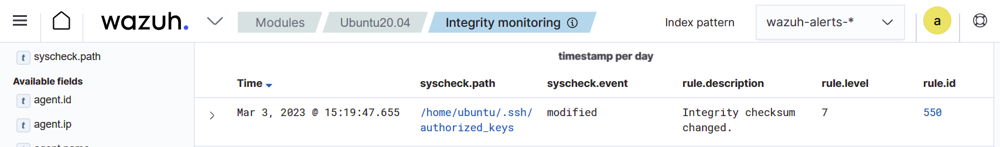 wazuh.
Modules
Ubuntu20.04
Integrity monitoring
Index pattern
wazuh-alerts-*
a
t syscheck.path
Available fields
t agent.id
t agent.ip
agent.name
timestamp per day
Time syscheck.path syscheck.event rule.description rule.level rule.id
Mar 3, 2023 @ 15:19:47.655 /home/ubuntu/.ssh/ modified Integrity checksum 7 550
authorized_keys changed.